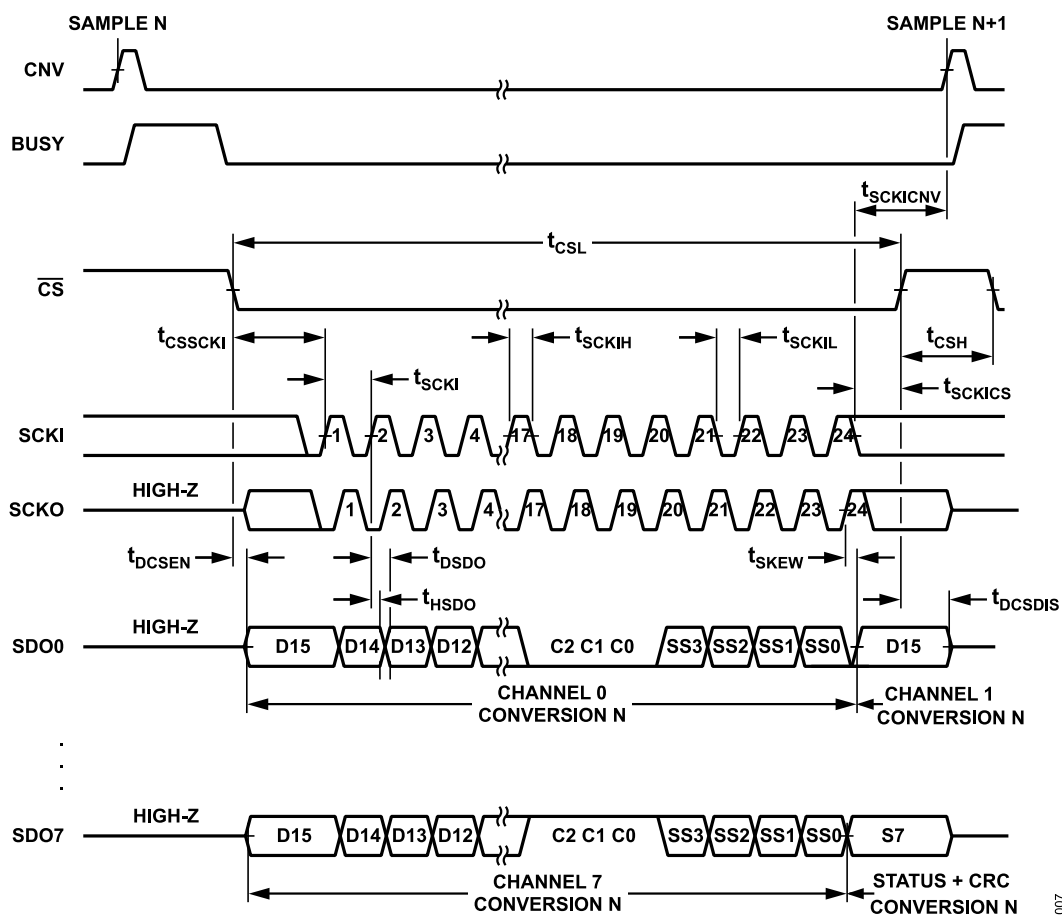 SAMPLE N
SAMPLE N+1
CNV
BUSY
tSCKICNV
tCSL
CS
tCSSCKI
tSCKIH
tSCKIL
tCSH
tSCKI
tSCKICS
SCKI
1 2 3 4 17 18 19 20 21 22 23 24
HIGH-Z
SCKO
1 2 3 4 17 18 19 20 21 22 23 24
tDCSEN
tDSDO
tSKEW
tHSDO
tDCSDIS
HIGH-Z
SDO0
D15 D14 D13 D12 C2 C1 C0 SS3 SS2 SS1 SS0 D15
CHANNEL 0
CONVERSION N
CHANNEL 1
CONVERSION N
.
.
.
HIGH-Z
SDO7
D15 D14 D13 D12 C2 C1 C0 SS3 SS2 SS1 SS0 S7
CHANNEL 7
CONVERSION N
STATUS + CRC
CONVERSION N
007